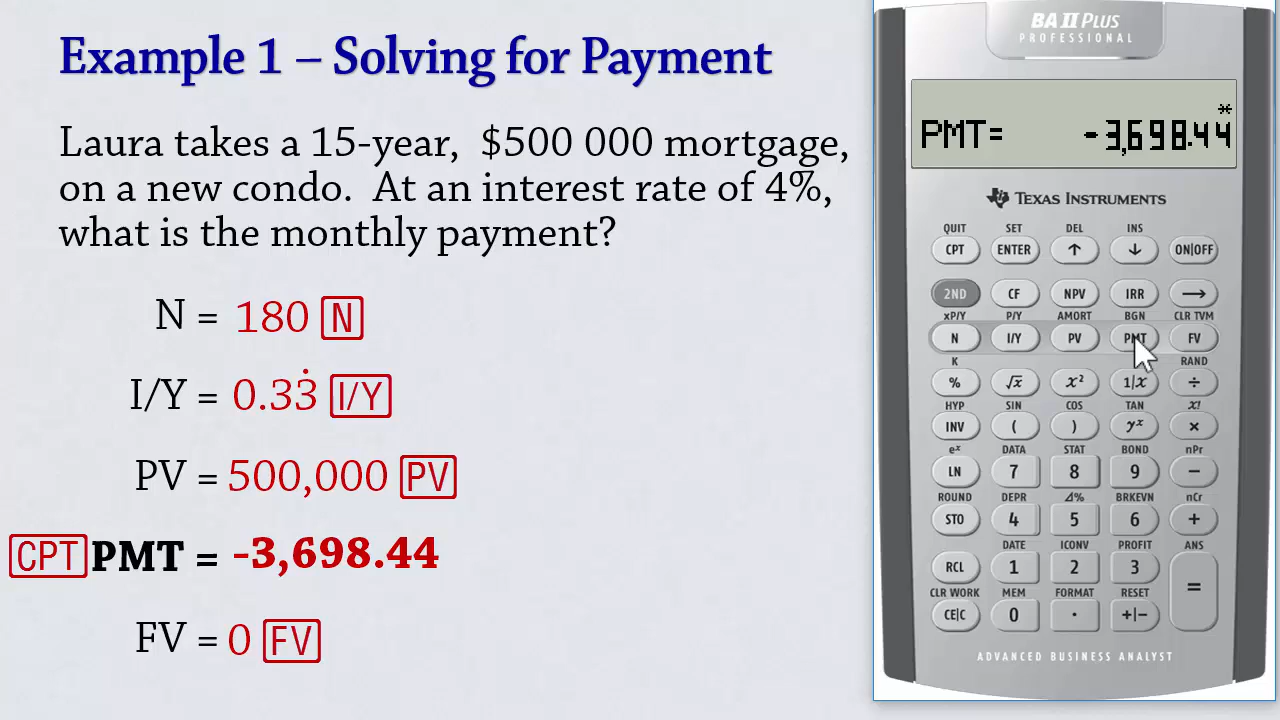 Example 1 – Solving for Payment
Laura takes a 15-year, $500 000 mortgage,
on a new condo. At an interest rate of 4%,
what is the monthly payment?
N = 180 N
I/Y = 0.33̇ I/Y
PV = 500,000 PV
CPT PMT = -3,698.44
FV = 0 FV
BA II PLUS
PROFESSIONAL
*
PMT= -3,698.44
TEXAS INSTRUMENTS
QUIT SET DEL INS
CPT ENTER ↑ ↓ ON|OFF
2ND CF NPV IRR →
xP/Y P/Y AMORT BGN CLR TVM
N I/Y PV PMT FV
K RAND
% √x x² 1/x ÷
HYP SIN COS TAN x!
INV ( ) yˣ ×
eˣ DATA STAT BOND nPr
LN 7 8 9 −
ROUND DEPR Δ% BRKEVN nCr
STO 4 5 6 +
DATE ICONV PROFIT ANS
RCL 1 2 3 =
CLR WORK MEM FORMAT RESET
CE|C 0 . +|−
ADVANCED BUSINESS ANALYST